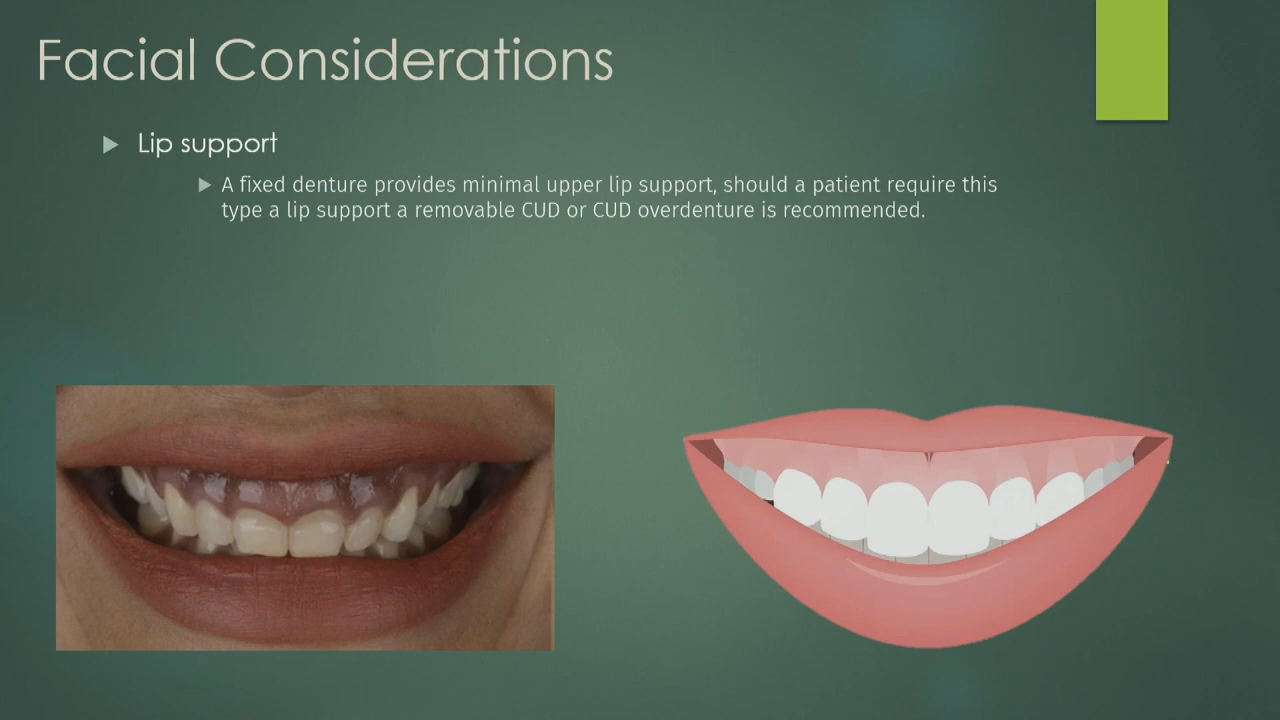 Facial Considerations
Lip support
A fixed denture provides minimal upper lip support, should a patient require this
type a lip support a removable CUD or CUD overdenture is recommended.